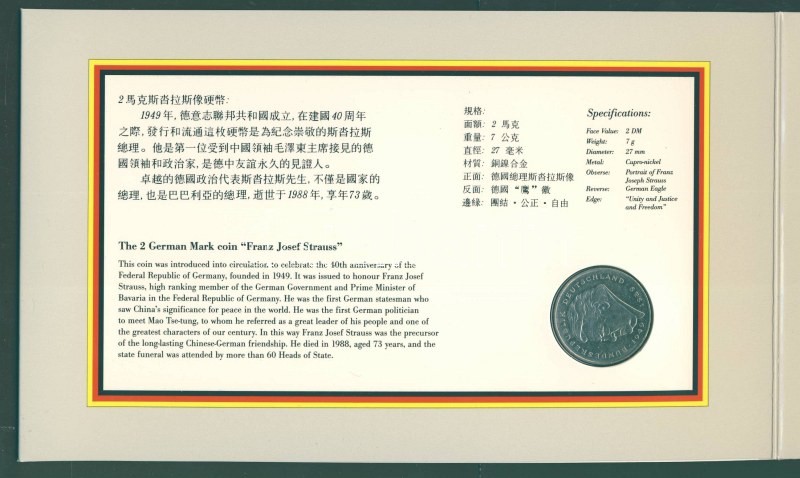 2馬克斯沓拉斯像硬幣:
1949年, 德意志聯邦共和國成立, 在建國40周年
之際, 發行和流通這枚硬幣是為紀念崇敬的斯沓拉斯
總理。他是第一位受到中國領袖毛澤東主席接見的德
國領袖和政治家, 是德中友誼永久的見證人。
卓越的德國政治代表斯沓拉斯先生, 不僅是國家的
總理, 也是巴巴利亞的總理, 逝世于1988年, 享年73歲。
The 2 German Mark coin "Franz Josef Strauss"
This coin was introduced into circulation to celebrate the 40th anniversary of the
Federal Republic of Germany, founded in 1949. It was issued to honour Franz Josef
Strauss, high ranking member of the German Government and Prime Minister of
Bavaria in the Federal Republic of Germany. He was the first German statesman who
saw China's significance for peace in the world. He was the first German politician
to meet Mao Tse-tung, to whom he referred as a great leader of his people and one of
the greatest characters of our century. In this way Franz Josef Strauss was the precursor
of the long-lasting Chinese-German friendship. He died in 1988, aged 73 years, and the
state funeral was attended by more than 60 Heads of State.
規格:
面額: 2 馬克
重量: 7 公克
直徑: 27 毫米
材質: 銅鎳合金
正面: 德國總理斯沓拉斯像
反面: 德國 "鷹" 徽
邊緣: 團結·公正·自由
Specifications:
Face Value: 2 DM
Weight: 7 g
Diameter: 27 mm
Metal: Cupro-nickel
Obverse: Portrait of Franz
Joseph Strauss
Reverse: German Eagle
Edge: "Unity and Justice
and Freedom"
BUNDESREPUBLIK DEUTSCHLAND